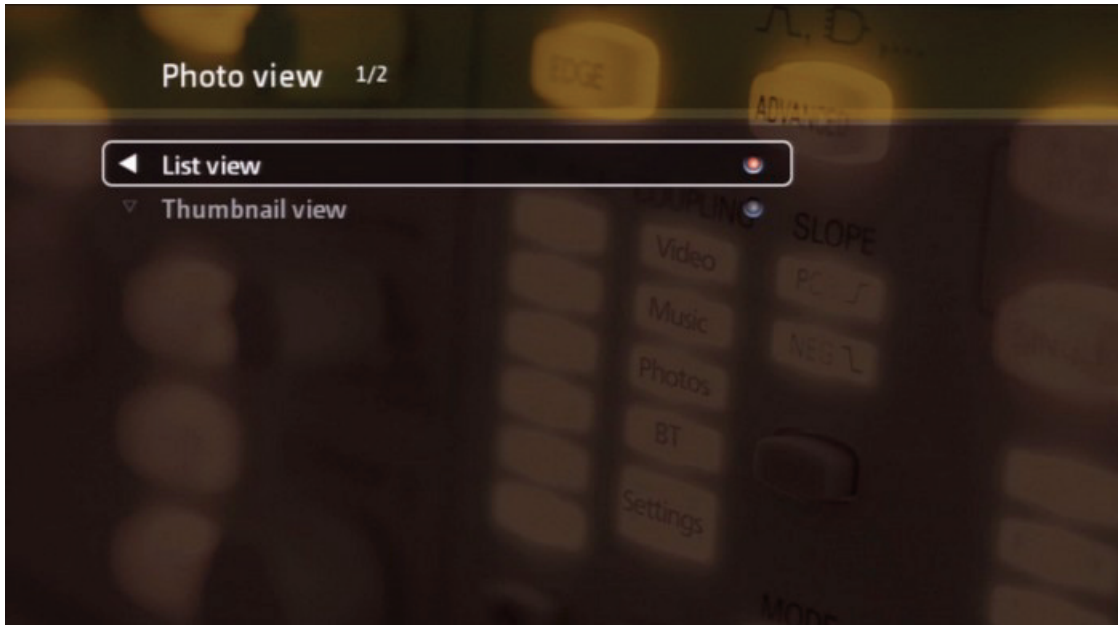 Photo view 1/2
List view
Thumbnail view
EDGE
ADVANCED
COUPLING
SLOPE
Video
Music
Photos
BT
Settings
NEG
MODE